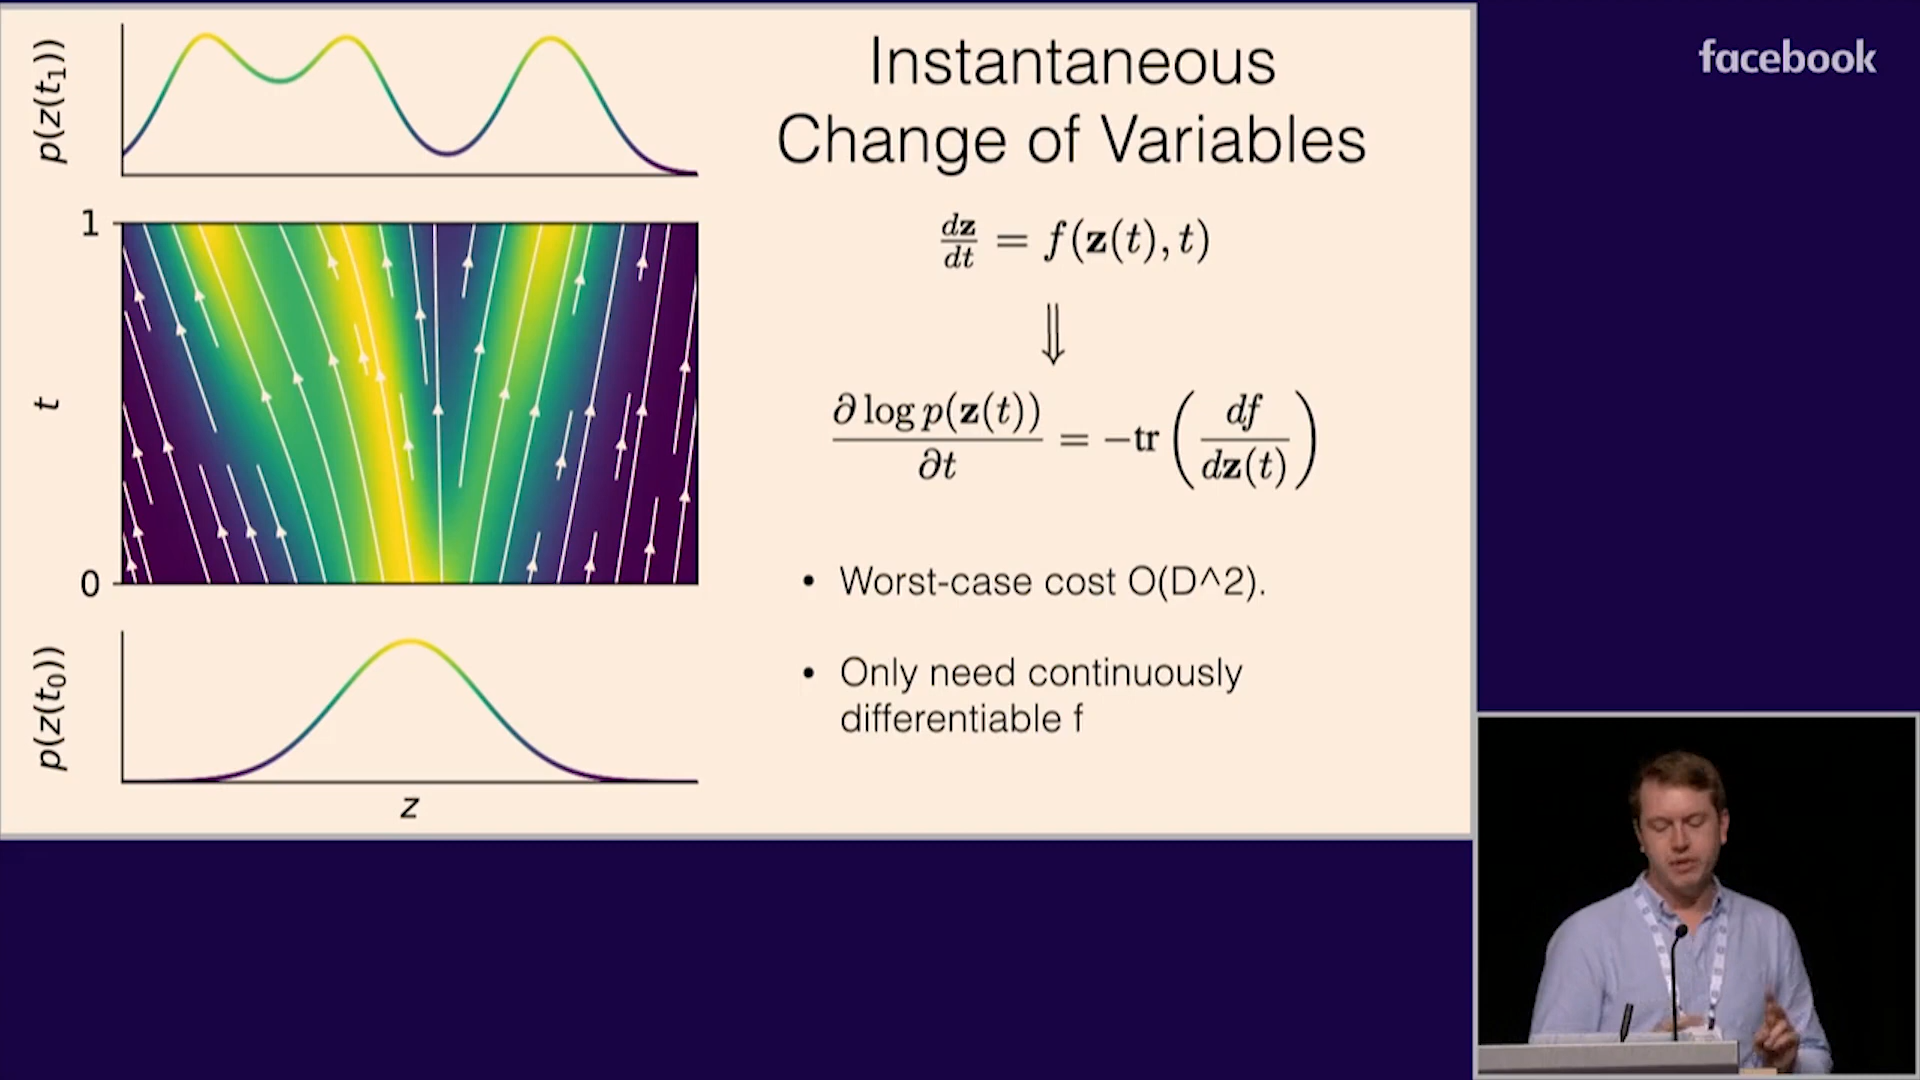 facebook
Instantaneous
Change of Variables
dz/dt = f(z(t), t)
⇓
∂ log p(z(t)) / ∂t = −tr ( df / dz(t) )
• Worst-case cost O(D^2).
• Only need continuously
differentiable f
p(z(t₁))
1
t
0
p(z(t₀))
z